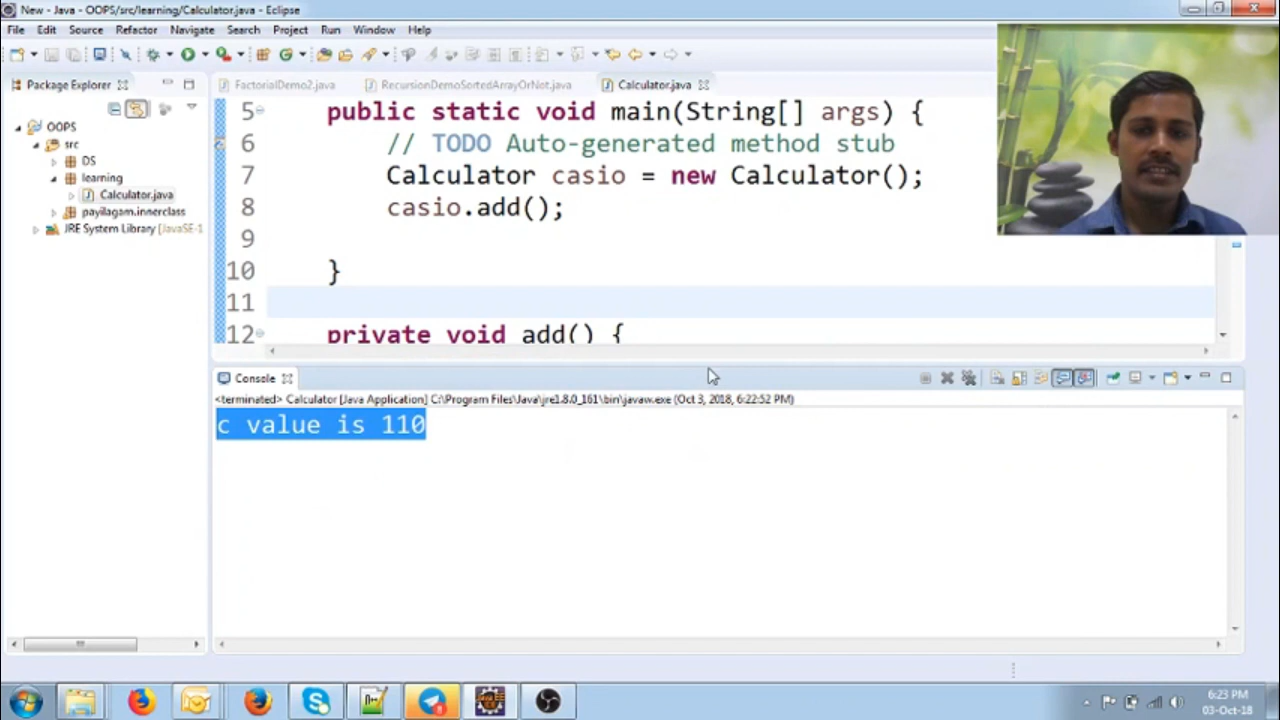 New - Java - OOPS/src/learning/Calculator.java - Eclipse
File Edit Source Refactor Navigate Search Project Run Window Help
Package Explorer
FactorialDemo2.java
RecursionDemoSortedArrayOrNot.java
Calculator.java
OOPS
src
DS
learning
Calculator.java
payilagam.innerclass
JRE System Library [JavaSE-1
5 public static void main(String[] args) {
6 // TODO Auto-generated method stub
7 Calculator casio = new Calculator();
8 casio.add();
9
10 }
11
12 private void add() {
Console
<terminated> Calculator [Java Application] C:\Program Files\Java\jre1.8.0_161\bin\javaw.exe (Oct 3, 2018, 6:22:52 PM)
c value is 110
6:23 PM
03-Oct-18